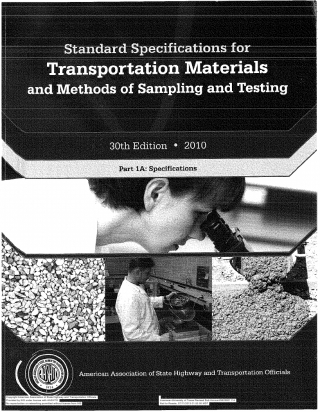 Standard Specifications for
Transportation Materials
and Methods of Sampling and Testing
30th Edition • 2010
Part 1A: Specifications
American Association of State Highway and Transportation Officials